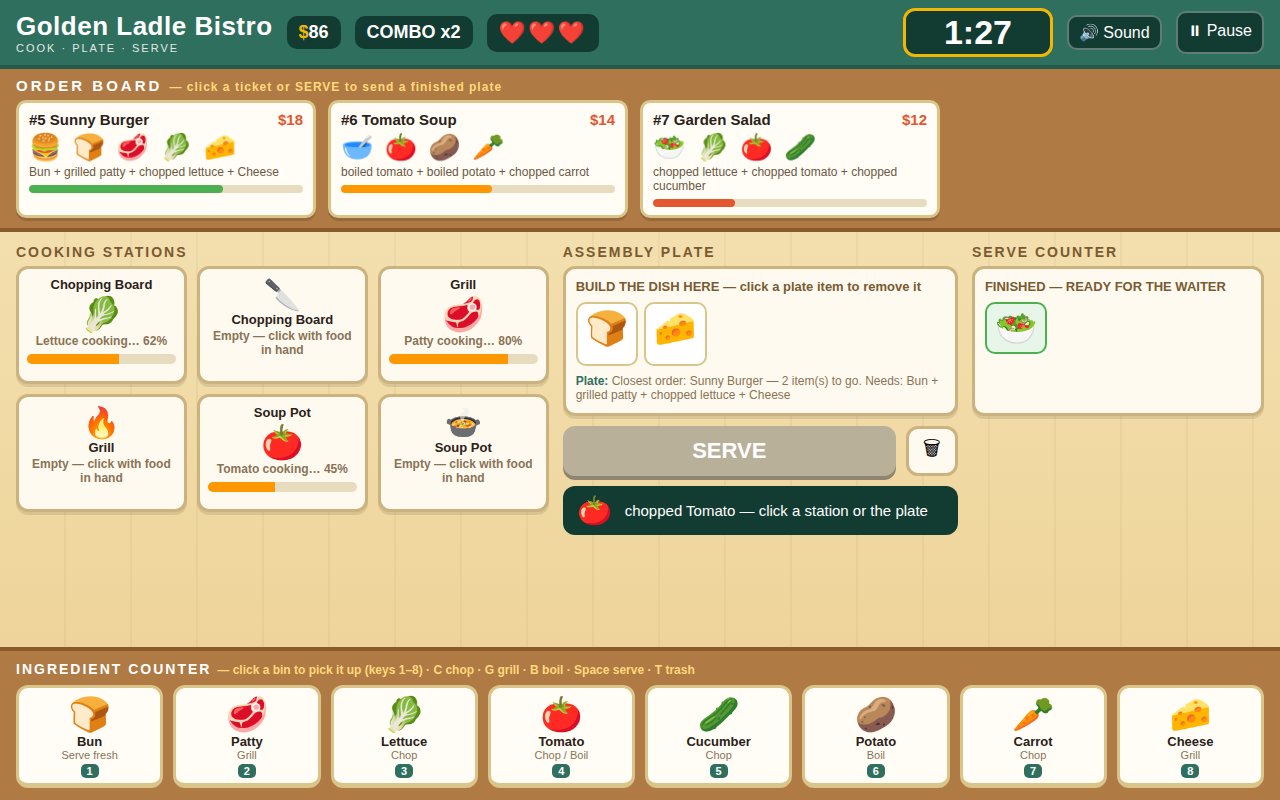 Golden Ladle Bistro
COOK · PLATE · SERVE
$86
COMBO x2
1:27
🔊 Sound
⏸ Pause
ORDER BOARD — click a ticket or SERVE to send a finished plate
#5 Sunny Burger $18
Bun + grilled patty + chopped lettuce + Cheese
#6 Tomato Soup $14
boiled tomato + boiled potato + chopped carrot
#7 Garden Salad $12
chopped lettuce + chopped tomato + chopped
cucumber
COOKING STATIONS
Chopping Board
Lettuce cooking… 62%
Chopping Board
Empty — click with food
in hand
Grill
Patty cooking… 80%
Grill
Empty — click with food
in hand
Soup Pot
Tomato cooking… 45%
Soup Pot
Empty — click with food
in hand
ASSEMBLY PLATE
BUILD THE DISH HERE — click a plate item to remove it
Plate: Closest order: Sunny Burger — 2 item(s) to go. Needs: Bun +
grilled patty + chopped lettuce + Cheese
SERVE
chopped Tomato — click a station or the plate
SERVE COUNTER
FINISHED — READY FOR THE WAITER
INGREDIENT COUNTER — click a bin to pick it up (keys 1–8) · C chop · G grill · B boil · Space serve · T trash
Bun
Serve fresh
1
Patty
Grill
2
Lettuce
Chop
3
Tomato
Chop / Boil
4
Cucumber
Chop
5
Potato
Boil
6
Carrot
Chop
7
Cheese
Grill
8